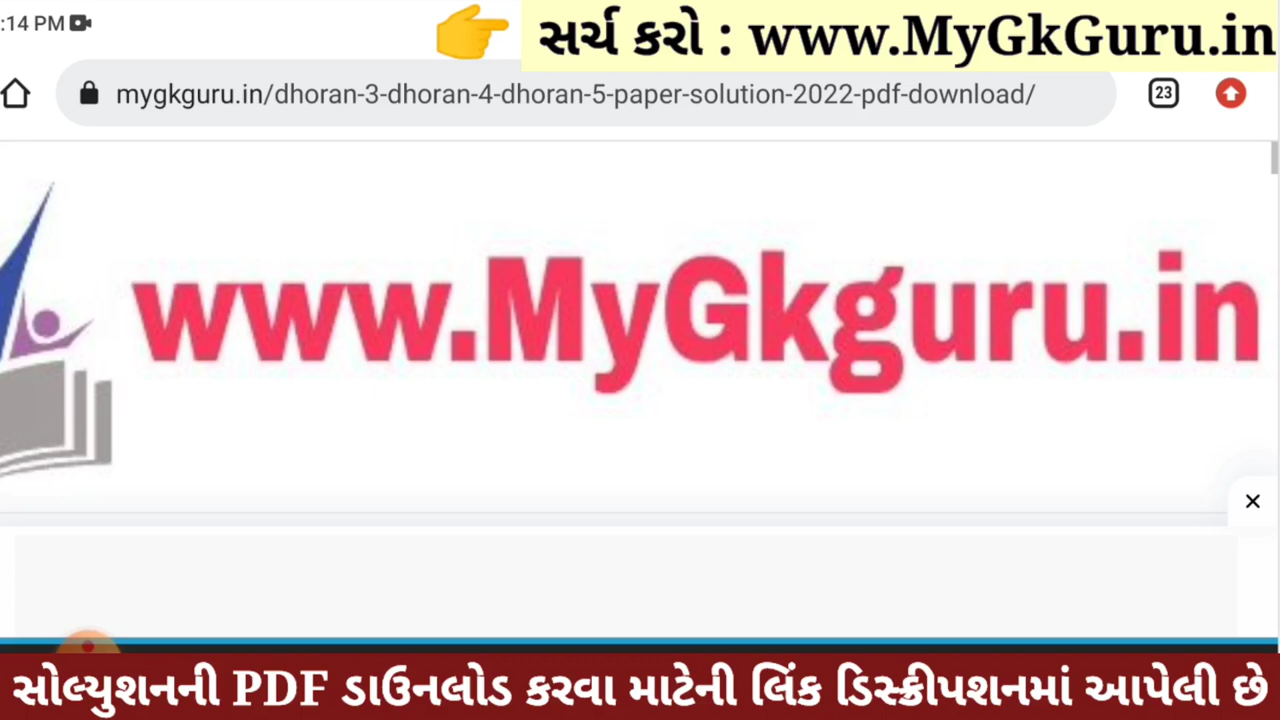 :14 PM
👉 સર્ચ કરો : www.MyGkGuru.in
mygkguru.in/dhoran-3-dhoran-4-dhoran-5-paper-solution-2022-pdf-download/
23
www.MyGkguru.in
સોલ્યુશનની PDF ડાઉનલોડ કરવા માટેની લિંક ડિસ્ક્રીપશનમાં આપેલી છે